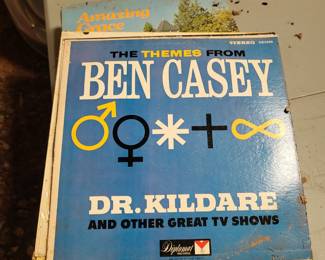 Amazing
Grace
STEREO
THE THEMES FROM
BEN CASEY
DR. KILDARE
AND OTHER GREAT TV SHOWS
Diplomat